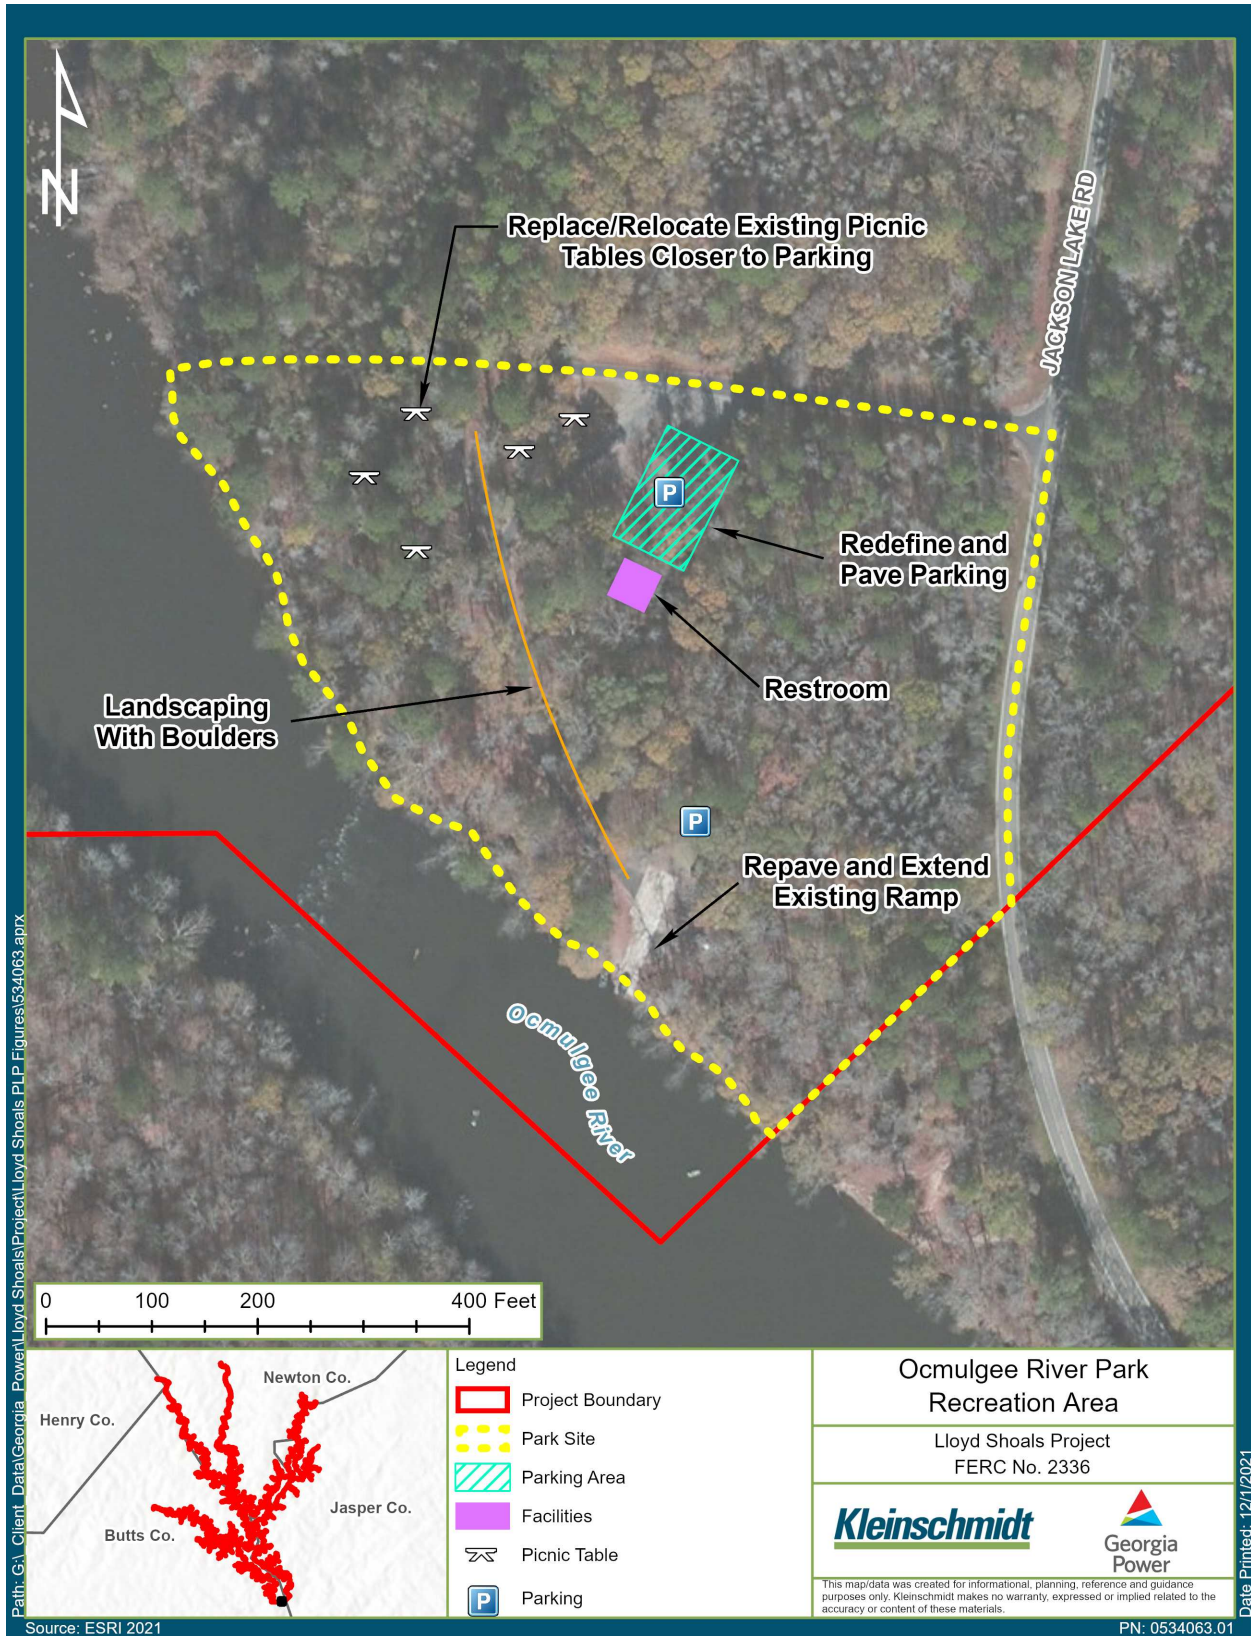 N
JACKSON LAKE RD
Replace/Relocate Existing Picnic
Tables Closer to Parking
P
Redefine and
Pave Parking
Restroom
Landscaping
With Boulders
P
Repave and Extend
Existing Ramp
Ocmulgee River
0 100 200 400 Feet
Newton Co.
Henry Co.
Jasper Co.
Butts Co.
Legend
Project Boundary
Park Site
Parking Area
Facilities
Picnic Table
P Parking
Ocmulgee River Park
Recreation Area
Lloyd Shoals Project
FERC No. 2336
Kleinschmidt
Georgia
Power
This map/data was created for informational, planning, reference and guidance
purposes only. Kleinschmidt makes no warranty, expressed or implied related to the
accuracy or content of these materials.
Path: G:\_Client_Data\Georgia Power\Lloyd Shoals\Project\Lloyd Shoals PLP Figures\534063.aprx
Date Printed: 12/1/2021
Source: ESRI 2021
PN: 0534063.01